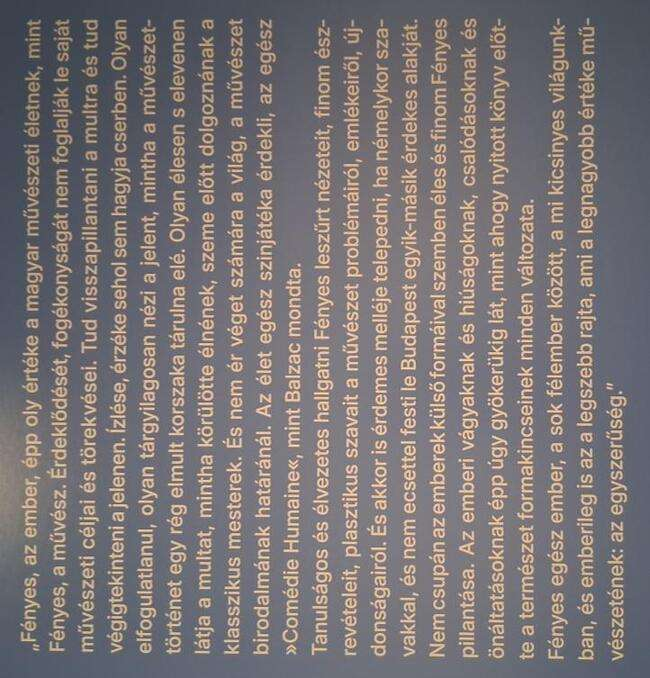 „Fényes, az ember, épp oly értéke a magyar művészeti életnek, mint
Fényes, a művész. Érdeklődését, fogékonyságát nem foglalják le saját
művészeti céljai és törekvései. Tud visszapillantani a multra és tud
végigtekinteni a jelenen. Ízlése, érzéke sehol sem hagyja cserben. Olyan
elfogulatlanul, olyan tárgyilagosan nézi a jelent, mintha a művészet-
történet egy rég elmult korszaka tárulna elé. Olyan élesen s elevenen
látja a multat, mintha körülötte élnének, szeme előtt dolgoznának a
klasszikus mesterek. És nem ér véget számára a világ, a művészet
birodalmának határánál. Az élet egész szinjátéka érdekli, az egész
»Comédie Humaine«, mint Balzac mondta.
Tanulságos és élvezetes hallgatni Fényes leszűrt nézeteit, finom ész-
revételeit, plasztikus szavait a művészet problémáiról, emlékeiről, új-
donságairól És akkor is érdemes melléje telepedni, ha némelykor sza-
vakkal, és nem ecsettel festi le Budapest egyik-másik érdekes alakját.
Nem csupán az emberek külső formáival szemben éles és finom Fényes
pillantása. Az emberi vágyaknak és hiúságoknak, csalódásoknak és
önáltatásoknak épp úgy gyökerükig lát, mint ahogy nyitott könyv előt-
te a természet formakincseinek minden változata.
Fényes egész ember, a sok félember között, a mi kicsinyes világunk-
ban, és emberileg is az a legszebb rajta, ami a legnagyobb értéke mű-
vészetének: az egyszerűség.”